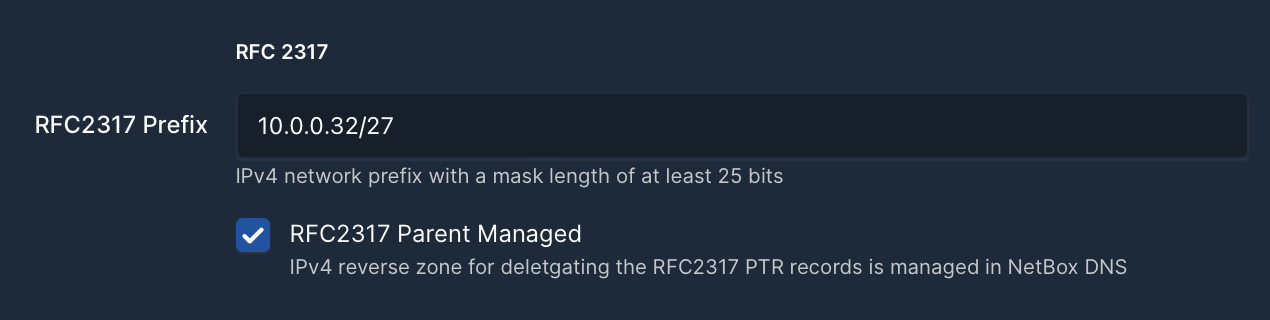 RFC 2317
RFC2317 Prefix
10.0.0.32/27
IPv4 network prefix with a mask length of at least 25 bits
RFC2317 Parent Managed
IPv4 reverse zone for deletgating the RFC2317 PTR records is managed in NetBox DNS